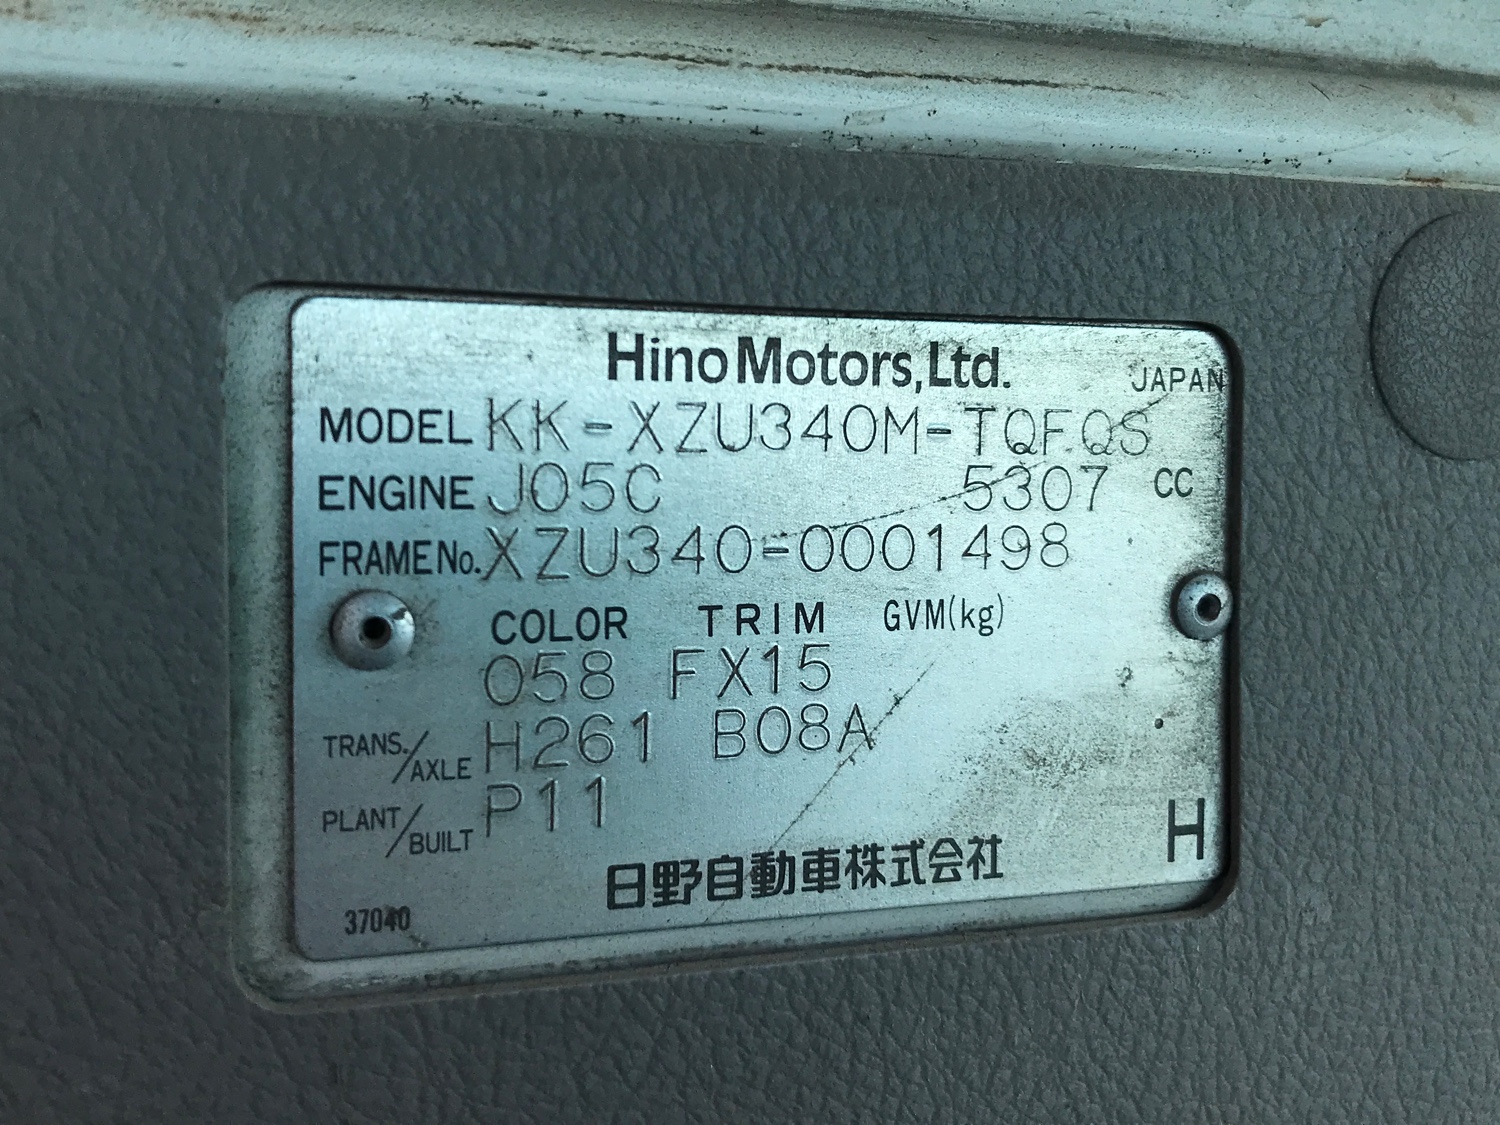 Hino Motors, Ltd.
JAPAN
MODEL KK-XZU340M-TQFQS
ENGINE J05C 5307 CC
FRAME No. XZU340-0001498
COLOR TRIM GVM(kg)
058 FX15
TRANS./AXLE H261 B08A
PLANT/BUILT P11
H
日野自動車株式会社
37040